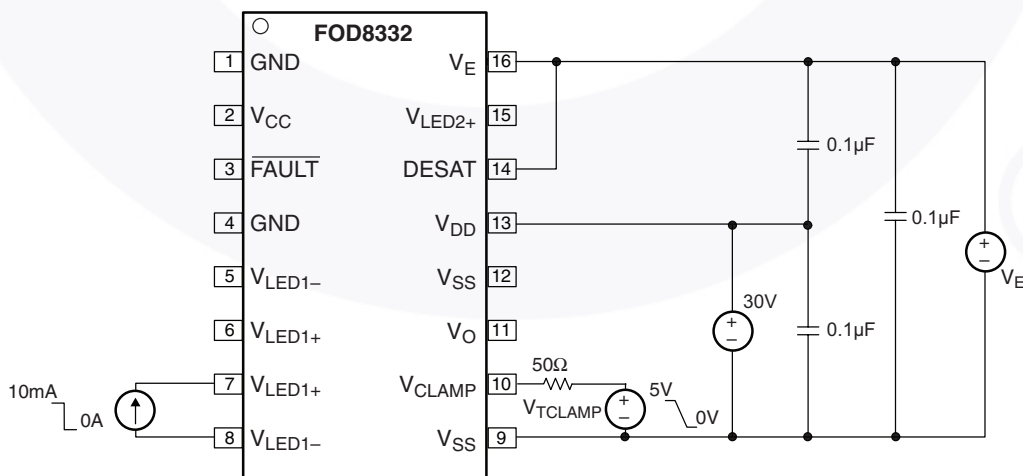 FOD8332
1 GND
2 VCC
3 FAULT
4 GND
5 VLED1–
6 VLED1+
7 VLED1+
8 VLED1–
VE 16
VLED2+ 15
DESAT 14
VDD 13
VSS 12
VO 11
VCLAMP 10
VSS 9
10mA
0A
50Ω
VTCLAMP
+
–
5V
0V
30V
+
–
0.1µF
0.1µF
0.1µF
+
–
VE